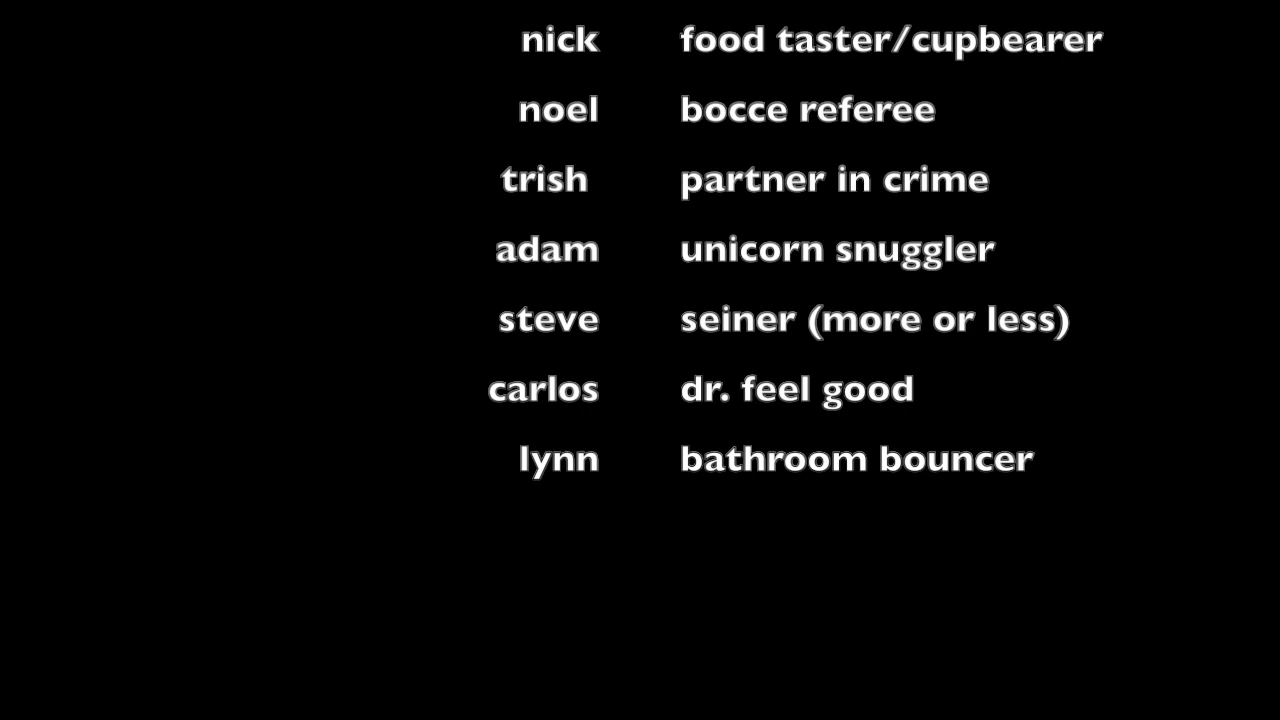 nick food taster/cupbearer
noel bocce referee
trish partner in crime
adam unicorn snuggler
steve seiner (more or less)
carlos dr. feel good
lynn bathroom bouncer